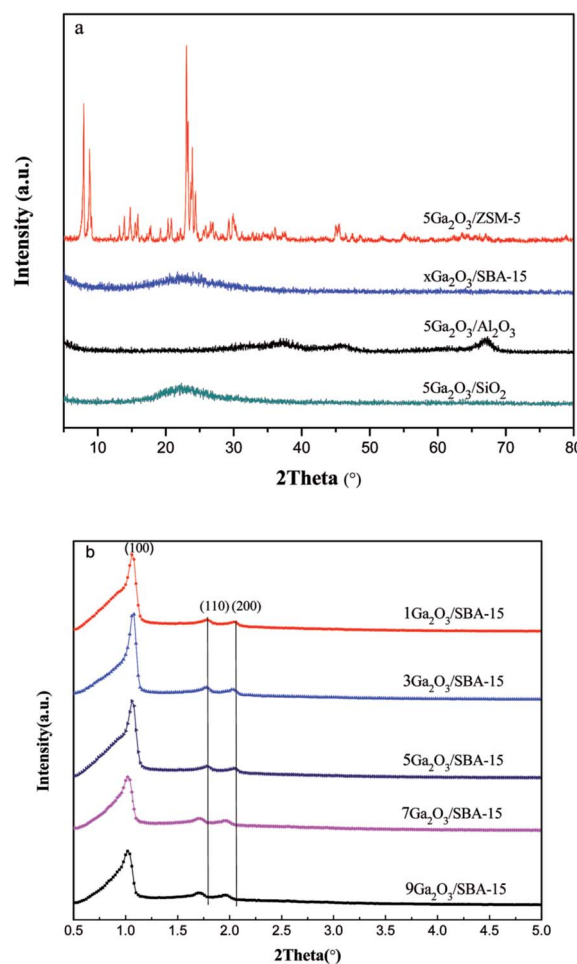 a
Intensity (a.u.)
5Ga₂O₃/ZSM-5
xGa₂O₃/SBA-15
5Ga₂O₃/Al₂O₃
5Ga₂O₃/SiO₂
10 20 30 40 50 60 70 80
2Theta (°)
b
(100)
(110) (200)
Intensity(a.u.)
1Ga₂O₃/SBA-15
3Ga₂O₃/SBA-15
5Ga₂O₃/SBA-15
7Ga₂O₃/SBA-15
9Ga₂O₃/SBA-15
0.5 1.0 1.5 2.0 2.5 3.0 3.5 4.0 4.5 5.0
2Theta(°)